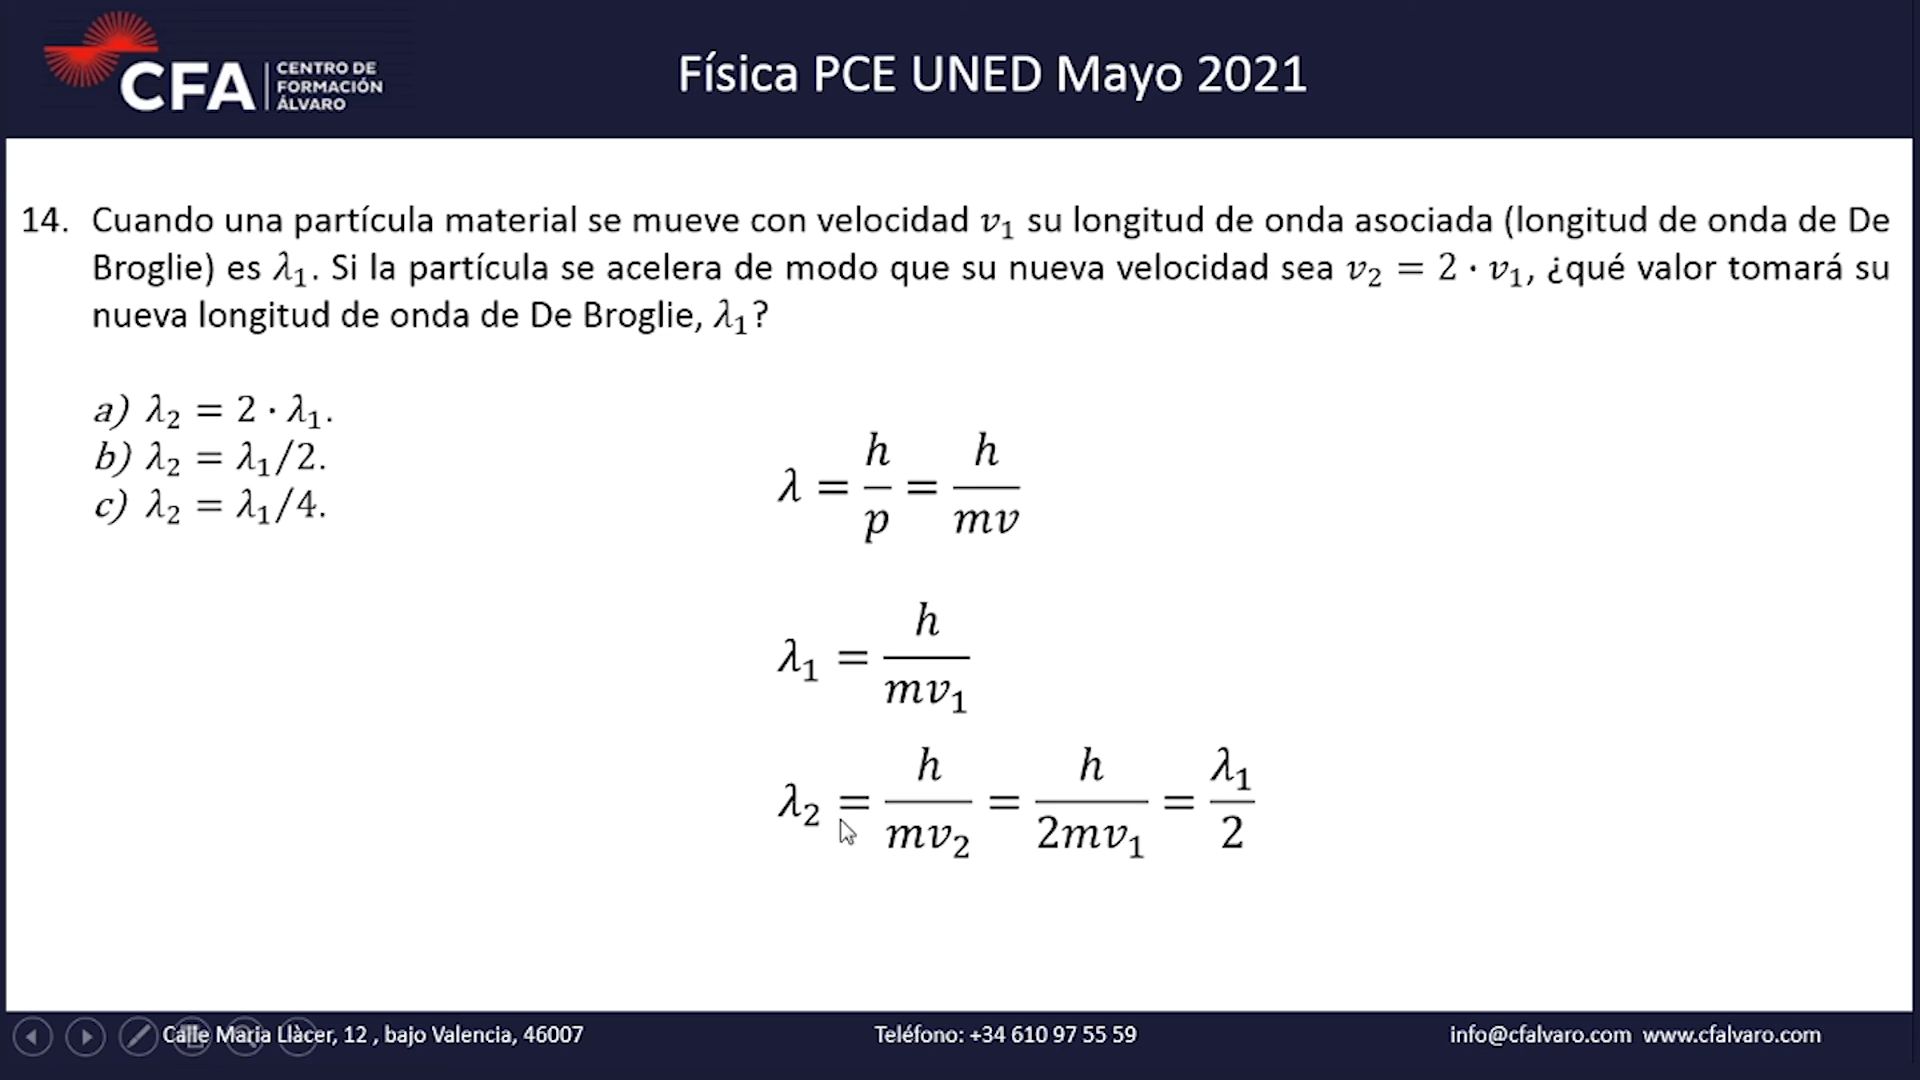 CFA
CENTRO DE
FORMACIÓN
ÁLVARO
Física PCE UNED Mayo 2021
14. Cuando una partícula material se mueve con velocidad v₁ su longitud de onda asociada (longitud de onda de De
Broglie) es λ₁. Si la partícula se acelera de modo que su nueva velocidad sea v₂ = 2 · v₁, ¿qué valor tomará su
nueva longitud de onda de De Broglie, λ₁?
a) λ₂ = 2 · λ₁.
b) λ₂ = λ₁/2.
c) λ₂ = λ₁/4.
λ = h/p = h/mv
λ₁ = h/mv₁
λ₂ = h/mv₂ = h/2mv₁ = λ₁/2
Calle Maria Llàcer, 12 , bajo Valencia, 46007
Teléfono: +34 610 97 55 59
info@cfalvaro.com www.cfalvaro.com